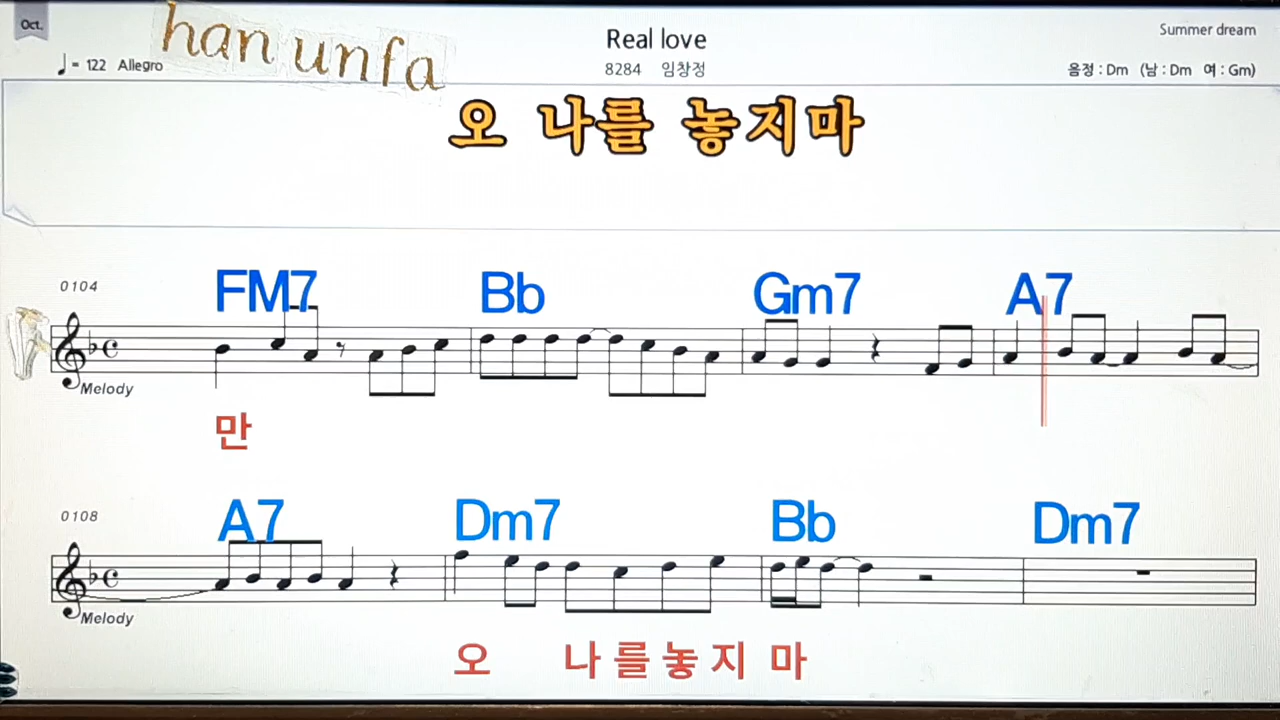 Oct.
han unfa
Real love
Summer dream
♩= 122 Allegro
8284 임창정
음정 : Dm (남 : Dm 여 : Gm)
오 나를 놓지마
0104
FM7 Bb Gm7 A7
Melody
만
0108
A7 Dm7 Bb Dm7
Melody
오 나를놓지 마